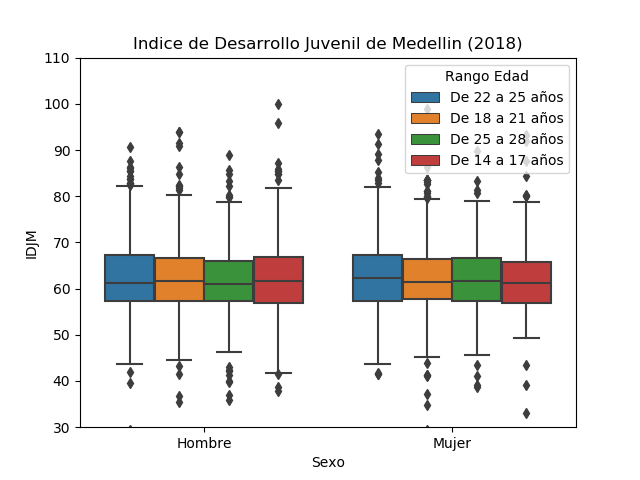 Indice de Desarrollo Juvenil de Medellin (2018)
110
100
90
80
70
60
50
40
30
IDJM
Rango Edad
De 22 a 25 años
De 18 a 21 años
De 25 a 28 años
De 14 a 17 años
Hombre
Mujer
Sexo